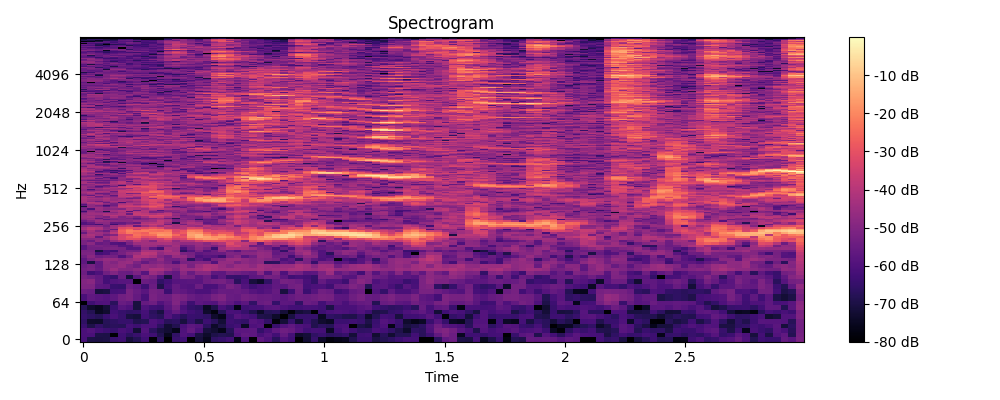 Spectrogram
4096
2048
1024
512
256
128
64
0
Hz
0
0.5
1
1.5
2
2.5
Time
-10 dB
-20 dB
-30 dB
-40 dB
-50 dB
-60 dB
-70 dB
-80 dB